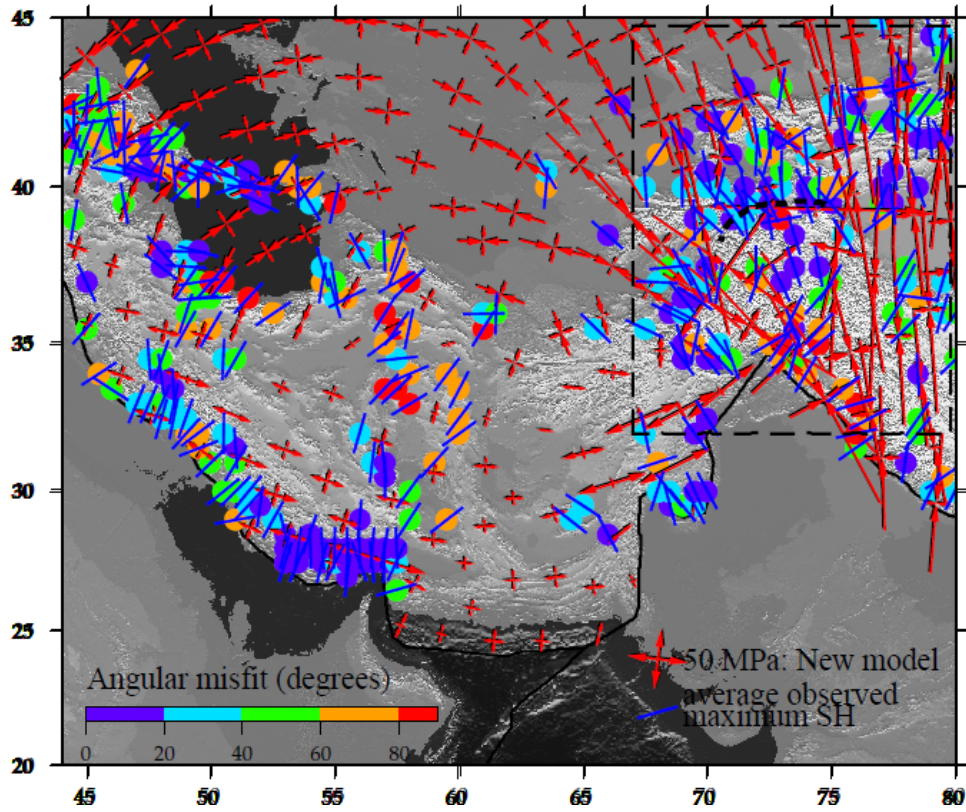 45
40
35
30
25
20
50 MPa: New model
average observed
maximum SH
Angular misfit (degrees)
0 20 40 60 80
45 50 55 60 65 70 75 80